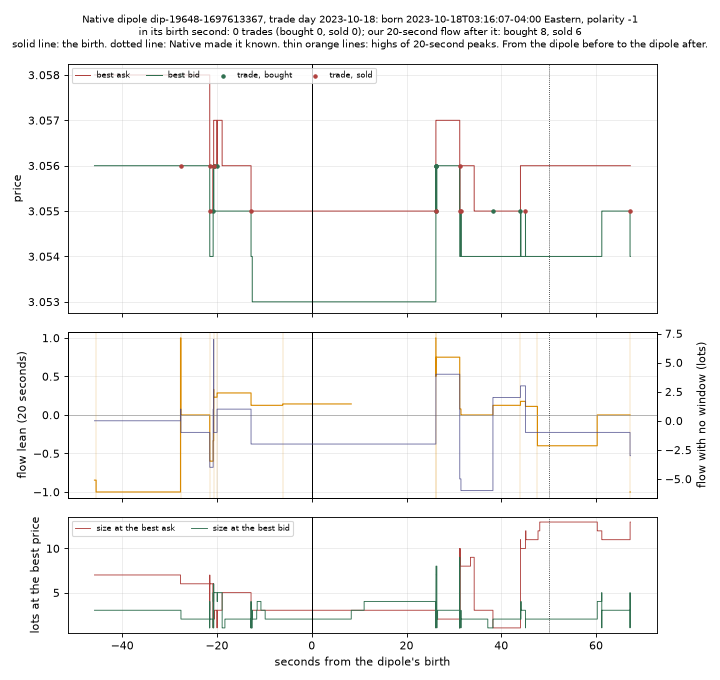 Native dipole dip-19648-1697613367, trade day 2023-10-18: born 2023-10-18T03:16:07-04:00 Eastern, polarity -1
in its birth second: 0 trades (bought 0, sold 0); our 20-second flow after it: bought 8, sold 6
solid line: the birth. dotted line: Native made it known. thin orange lines: highs of 20-second peaks. From the dipole before to the dipole after.
best ask
best bid
trade, bought
trade, sold
3.058
3.057
3.056
3.055
3.054
3.053
price
1.0
0.5
0.0
−0.5
−1.0
flow lean (20 seconds)
7.5
5.0
2.5
0.0
−2.5
−5.0
flow with no window (lots)
size at the best ask
size at the best bid
10
5
lots at the best price
−40
−20
0
20
40
60
seconds from the dipole's birth